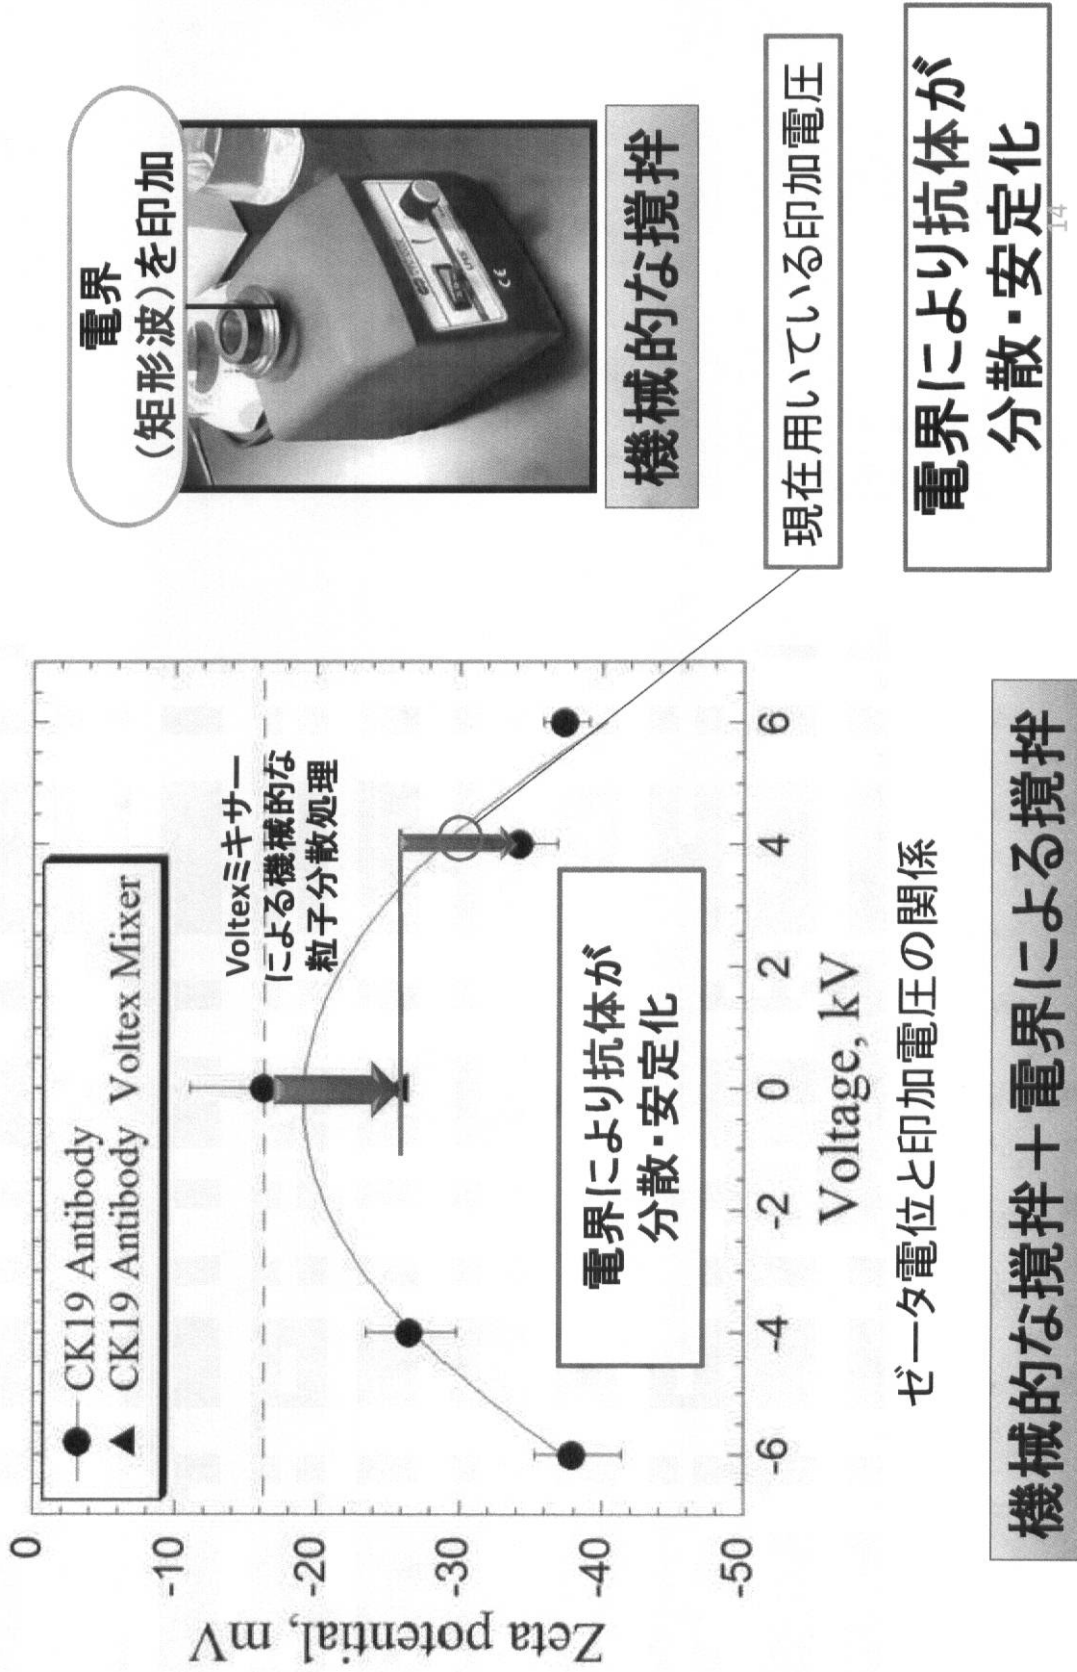 電界
（矩形波）を印加
機械的な撹拌
現在用いている印加電圧
電界により抗体が
分散・安定化
14
CK19 Antibody
CK19 Antibody Voltex Mixer
Voltexミキサー
による機械的な
粒子分散処理
電界により抗体が
分散・安定化
0
-10
-20
-30
-40
-50
Zeta potential, mV
-6
-4
-2
0
2
4
6
Voltage, kV
ゼータ電位と印加電圧の関係
機械的な撹拌＋電界による撹拌